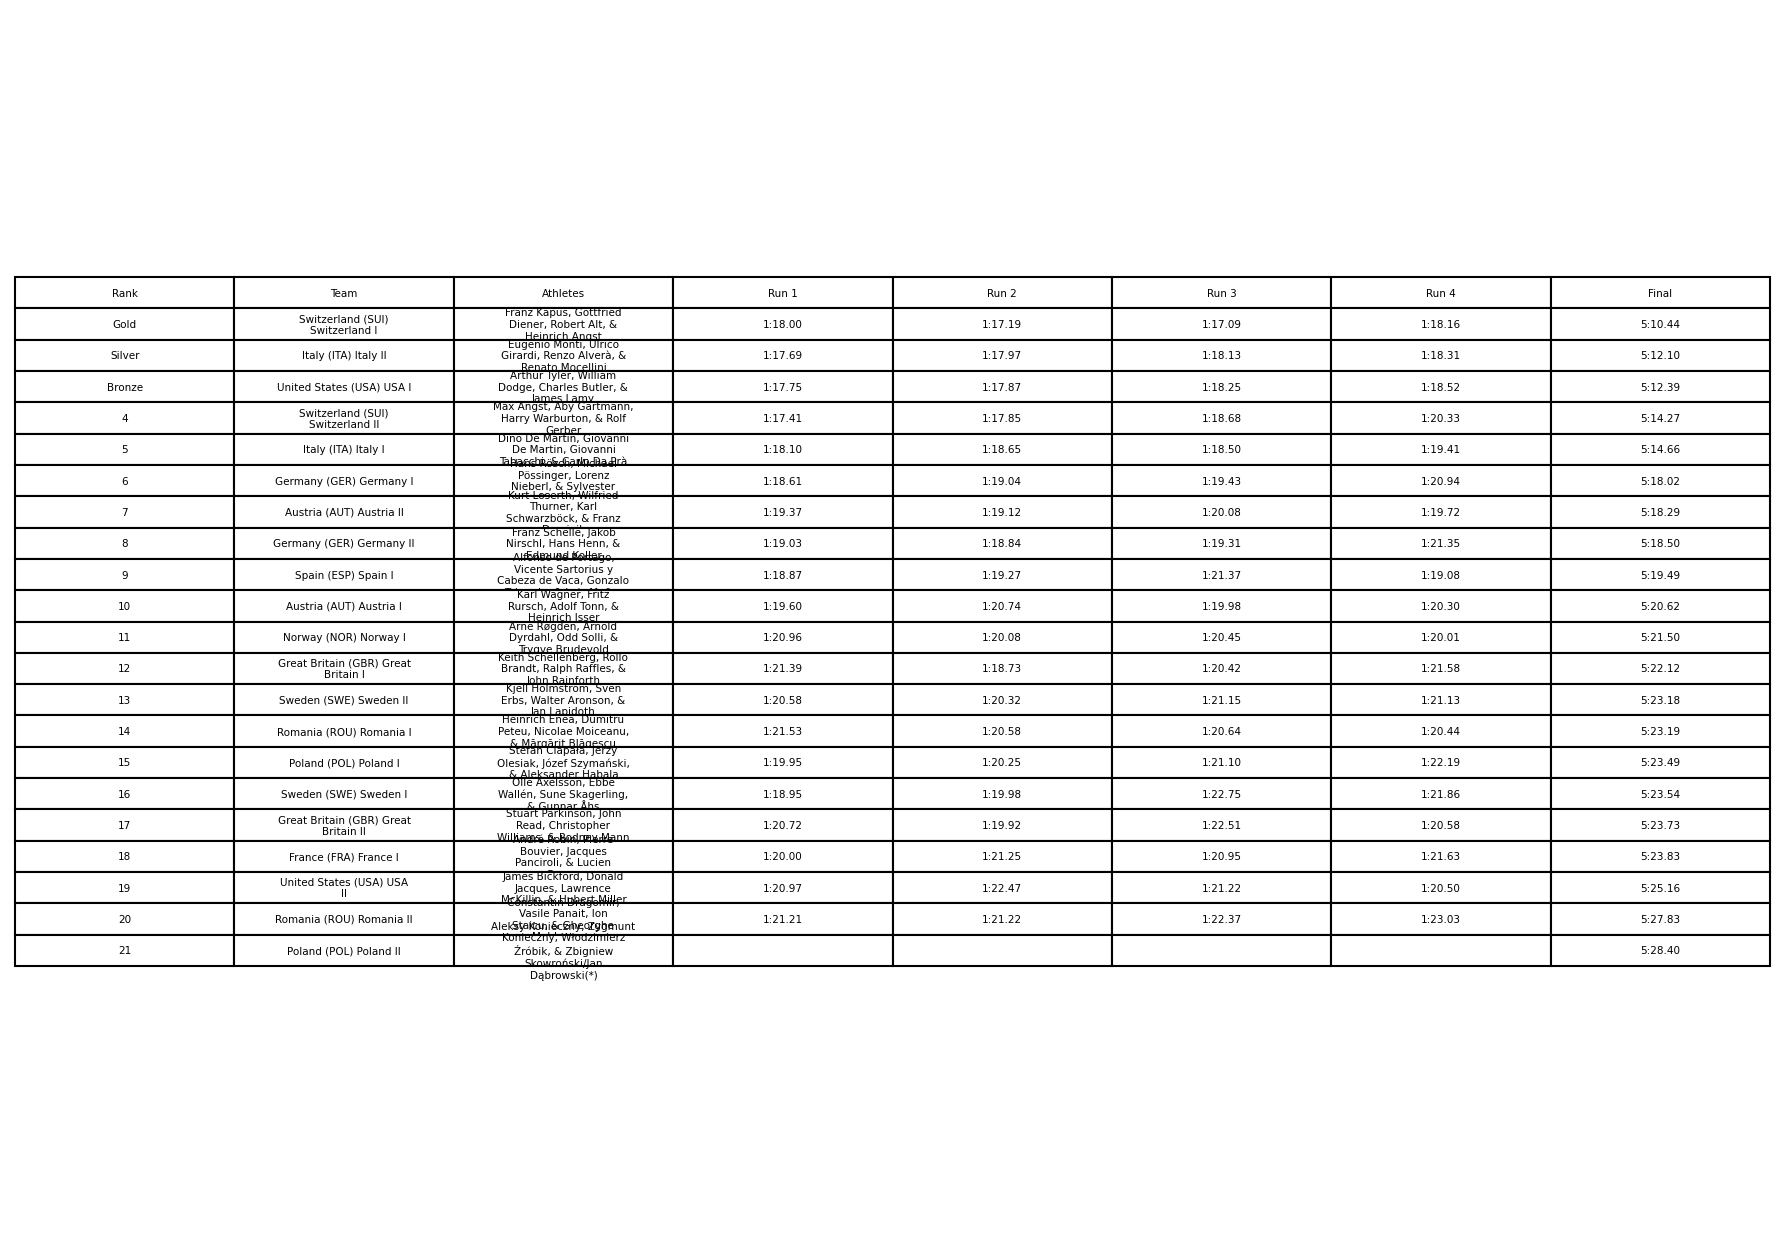 Rank Team Athletes Run 1 Run 2 Run 3 Run 4 Final
Gold Switzerland (SUI) Switzerland I Franz Kapus, Gottfried Diener, Robert Alt, & Heinrich Angst 1:18.00 1:17.19 1:17.09 1:18.16 5:10.44
Silver Italy (ITA) Italy II Eugenio Monti, Ulrico Girardi, Renzo Alverà, & Renato Mocellini 1:17.69 1:17.97 1:18.13 1:18.31 5:12.10
Bronze United States (USA) USA I Arthur Tyler, William Dodge, Charles Butler, & James Lamy 1:17.75 1:17.87 1:18.25 1:18.52 5:12.39
4 Switzerland (SUI) Switzerland II Max Angst, Aby Gartmann, Harry Warburton, & Rolf Gerber 1:17.41 1:17.85 1:18.68 1:20.33 5:14.27
5 Italy (ITA) Italy I Dino De Martin, Giovanni De Martin, Giovanni Tabacchi, & Carlo Da Prà 1:18.10 1:18.65 1:18.50 1:19.41 5:14.66
6 Germany (GER) Germany I Hans Rösch, Michael Pössinger, Lorenz Nieberl, & Sylvester 1:18.61 1:19.04 1:19.43 1:20.94 5:18.02
7 Austria (AUT) Austria II Kurt Loserth, Wilfried Thurner, Karl Schwarzböck, & Franz 1:19.37 1:19.12 1:20.08 1:19.72 5:18.29
8 Germany (GER) Germany II Franz Schelle, Jakob Nirschl, Hans Henn, & Edmund Koller 1:19.03 1:18.84 1:19.31 1:21.35 5:18.50
9 Spain (ESP) Spain I Alfonso de Portago, Vicente Sartorius y Cabeza de Vaca, Gonzalo 1:18.87 1:19.27 1:21.37 1:19.08 5:19.49
10 Austria (AUT) Austria I Karl Wagner, Fritz Rursch, Adolf Tonn, & Heinrich Isser 1:19.60 1:20.74 1:19.98 1:20.30 5:20.62
11 Norway (NOR) Norway I Arne Røgden, Arnold Dyrdahl, Odd Solli, & Trygve Brudevold 1:20.96 1:20.08 1:20.45 1:20.01 5:21.50
12 Great Britain (GBR) Great Britain I Keith Schellenberg, Rollo Brandt, Ralph Raffles, & John Rainforth 1:21.39 1:18.73 1:20.42 1:21.58 5:22.12
13 Sweden (SWE) Sweden II Kjell Holmström, Sven Erbs, Walter Aronson, & Jan Lapidoth 1:20.58 1:20.32 1:21.15 1:21.13 5:23.18
14 Romania (ROU) Romania I Heinrich Enea, Dumitru Peteu, Nicolae Moiceanu, & Mărgărit Blăgescu 1:21.53 1:20.58 1:20.64 1:20.44 5:23.19
15 Poland (POL) Poland I Stefan Ciapała, Jerzy Olesiak, Józef Szymański, & Aleksander Habala 1:19.95 1:20.25 1:21.10 1:22.19 5:23.49
16 Sweden (SWE) Sweden I Olle Axelsson, Ebbe Wallén, Sune Skagerling, & Gunnar Åhs 1:18.95 1:19.98 1:22.75 1:21.86 5:23.54
17 Great Britain (GBR) Great Britain II Stuart Parkinson, John Read, Christopher Williams, & Rodney Mann 1:20.72 1:19.92 1:22.51 1:20.58 5:23.73
18 France (FRA) France I André Robin, Pierre Bouvier, Jacques Panciroli, & Lucien 1:20.00 1:21.25 1:20.95 1:21.63 5:23.83
19 United States (USA) USA II James Bickford, Donald Jacques, Lawrence McKillip, & Hubert Miller 1:20.97 1:22.47 1:21.22 1:20.50 5:25.16
20 Romania (ROU) Romania II Constantin Dragomir, Vasile Panait, Ion Staicu, & Gheorghe 1:21.21 1:21.22 1:22.37 1:23.03 5:27.83
21 Poland (POL) Poland II Aleksy Konieczny, Zygmunt Konieczny, Włodzimierz Źróbik, & Zbigniew Skowroński/Jan Dąbrowski(*) 5:28.40